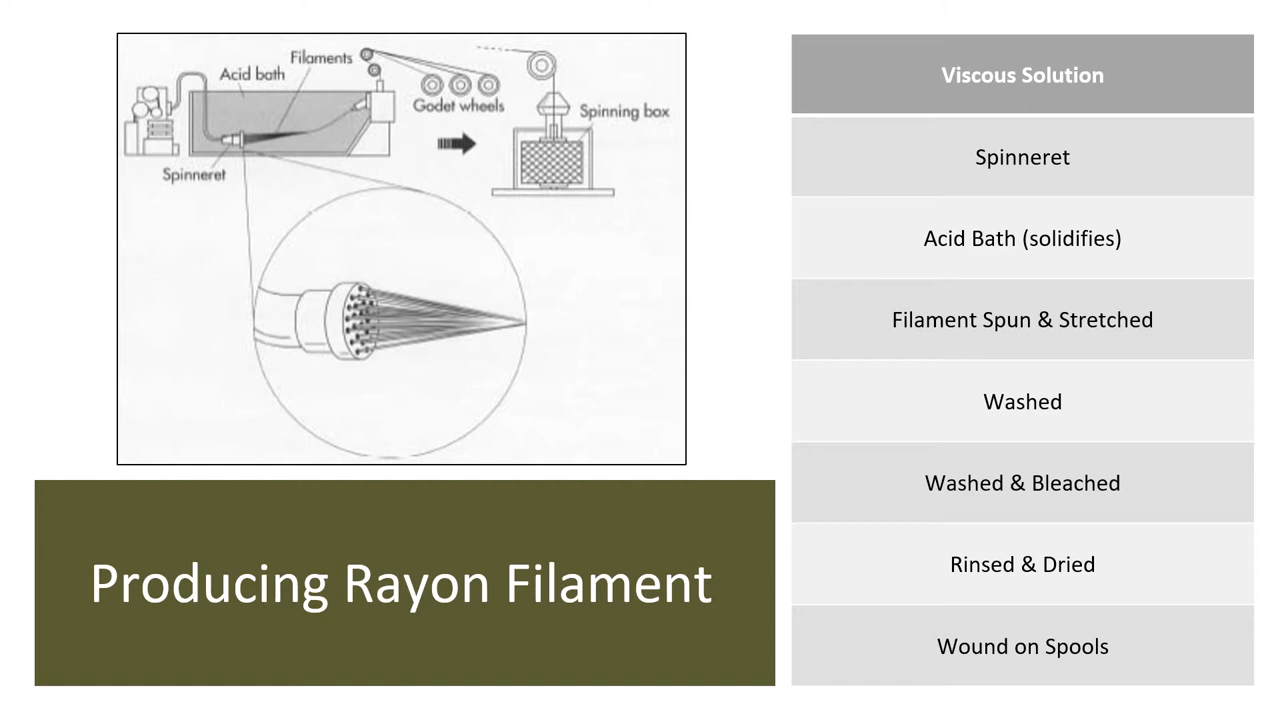 Filaments
Acid bath
Godet wheels
Spinning box
Spinneret
Producing Rayon Filament
Viscous Solution
Spinneret
Acid Bath (solidifies)
Filament Spun & Stretched
Washed
Washed & Bleached
Rinsed & Dried
Wound on Spools